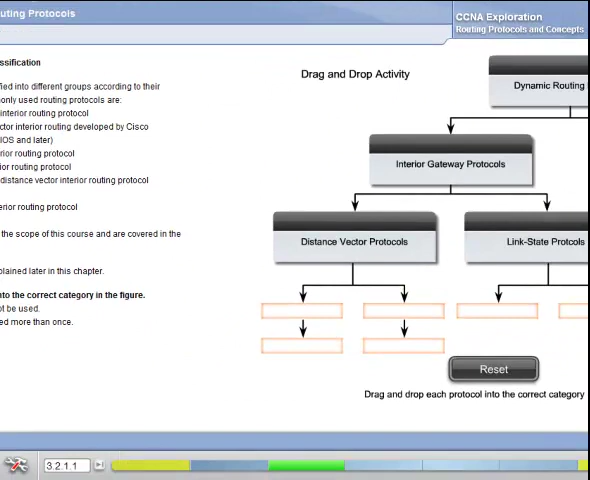 uting Protocols
CCNA Exploration
Routing Protocols and Concepts
ssification
fied into different groups according to their
only used routing protocols are:
interior routing protocol
ctor interior routing developed by Cisco
IOS and later)
rior routing protocol
ior routing protocol
distance vector interior routing protocol
erior routing protocol
the scope of this course and are covered in the
plained later in this chapter.
nto the correct category in the figure.
ot be used.
ed more than once.
Drag and Drop Activity
Dynamic Routing
Interior Gateway Protocols
Distance Vector Protocols
Link-State Protcols
Reset
Drag and drop each protocol into the correct category
3.2.1.1